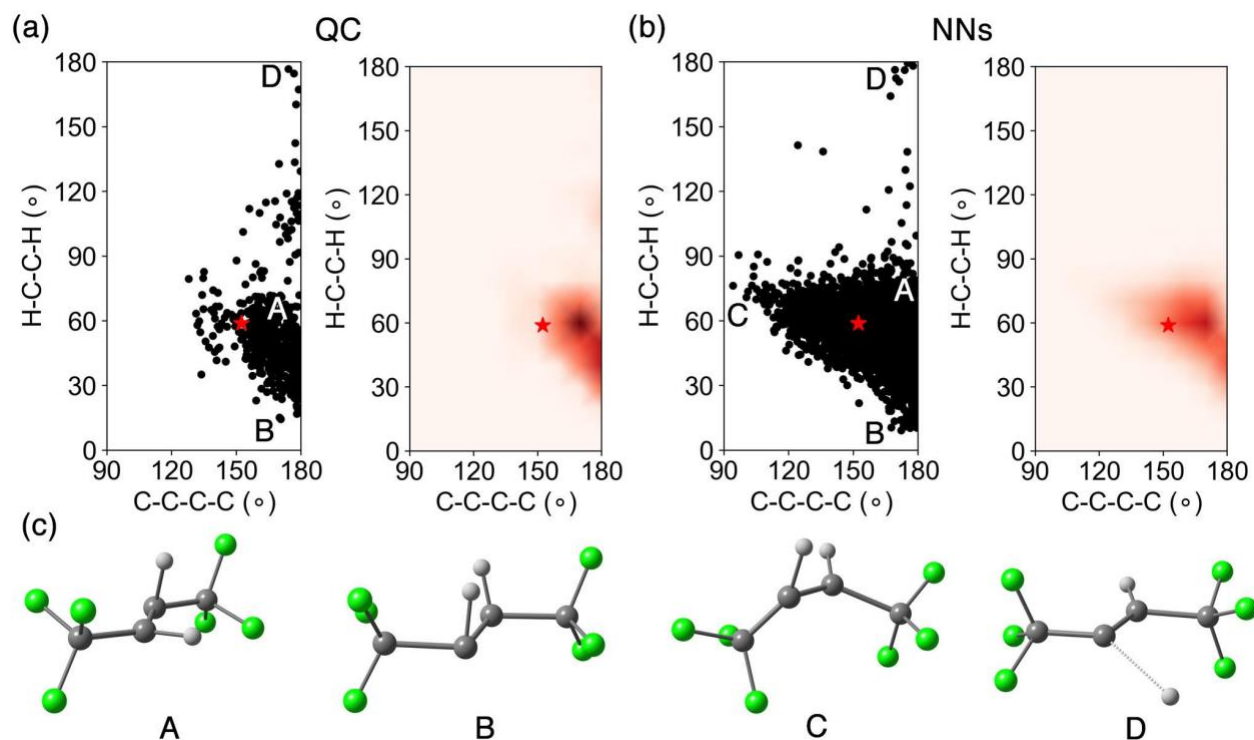 (a) QC (b) NNs
180 180 180 180
D D
150 150 150 150
120 120 120 120
H-C-C-H (∘) H-C-C-H (∘) H-C-C-H (∘) H-C-C-H (∘)
90 90 90 90
A A
60 60 60 60
C
30 30 30 30
B B
0 0 0 0
90 120 150 180 90 120 150 180 90 120 150 180 90 120 150 180
C-C-C-C (∘) C-C-C-C (∘) C-C-C-C (∘) C-C-C-C (∘)
(c)
A B C D